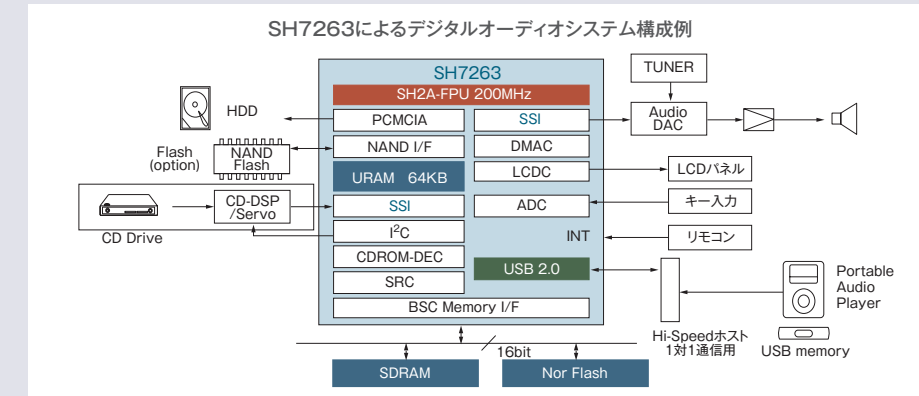 SH7263によるデジタルオーディオシステム構成例
SH7263
SH2A-FPU 200MHz
PCMCIA
NAND I/F
URAM 64KB
SSI
I²C
CDROM-DEC
SRC
SSI
DMAC
LCDC
ADC
INT
USB 2.0
BSC Memory I/F
HDD
Flash
(option)
NAND
Flash
CD-DSP
/Servo
CD Drive
TUNER
Audio
DAC
LCDパネル
キー入力
リモコン
Hi-Speedホスト
1対1通信用
Portable
Audio
Player
USB memory
16bit
SDRAM
Nor Flash